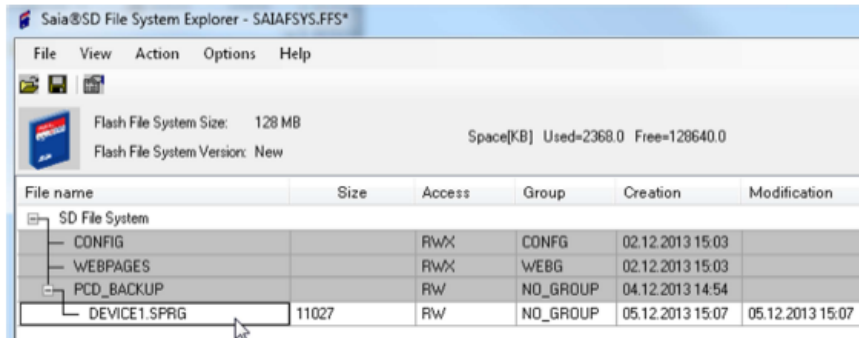 Saia®SD File System Explorer - SAIAFSYS.FFS*
File View Action Options Help
Flash File System Size: 128 MB
Space[KB] Used=2368.0 Free=128640.0
Flash File System Version: New
File name Size Access Group Creation Modification
SD File System
CONFIG RWX CONFG 02.12.2013 15:03
WEBPAGES RWX WEBG 02.12.2013 15:03
PCD_BACKUP RW NO_GROUP 04.12.2013 14:54
DEVICE1.SPRG 11027 RW NO_GROUP 05.12.2013 15:07 05.12.2013 15:07